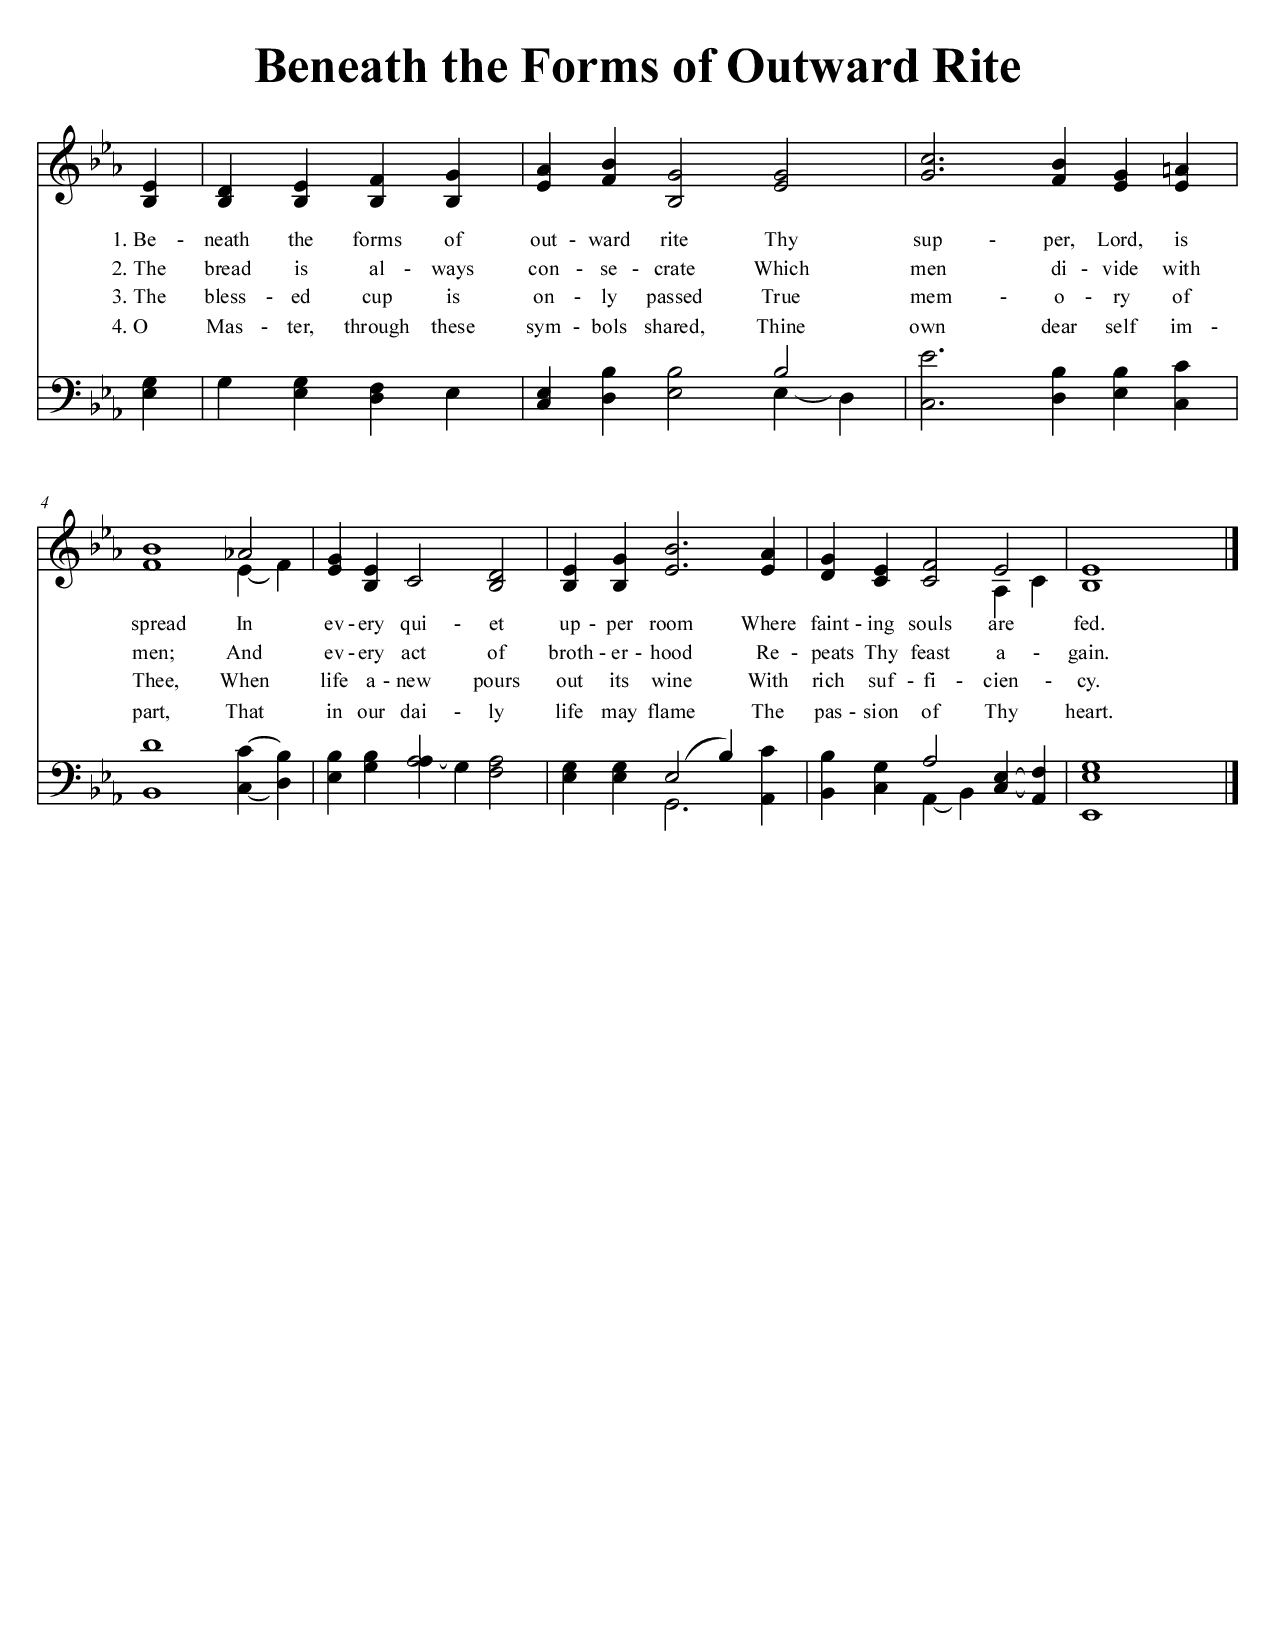 Beneath the Forms of Outward Rite
1. Be - neath the forms of out - ward rite Thy sup - per, Lord, is
2. The bread is al - ways con - se - crate Which men di - vide with
3. The bless - ed cup is on - ly passed True mem - o - ry of
4. O Mas - ter, through these sym - bols shared, Thine own dear self im -
4
spread In ev - ery qui - et up - per room Where faint - ing souls are fed.
men; And ev - ery act of broth - er - hood Re - peats Thy feast a - gain.
Thee, When life a - new pours out its wine With rich suf - fi - cien - cy.
part, That in our dai - ly life may flame The pas - sion of Thy heart.